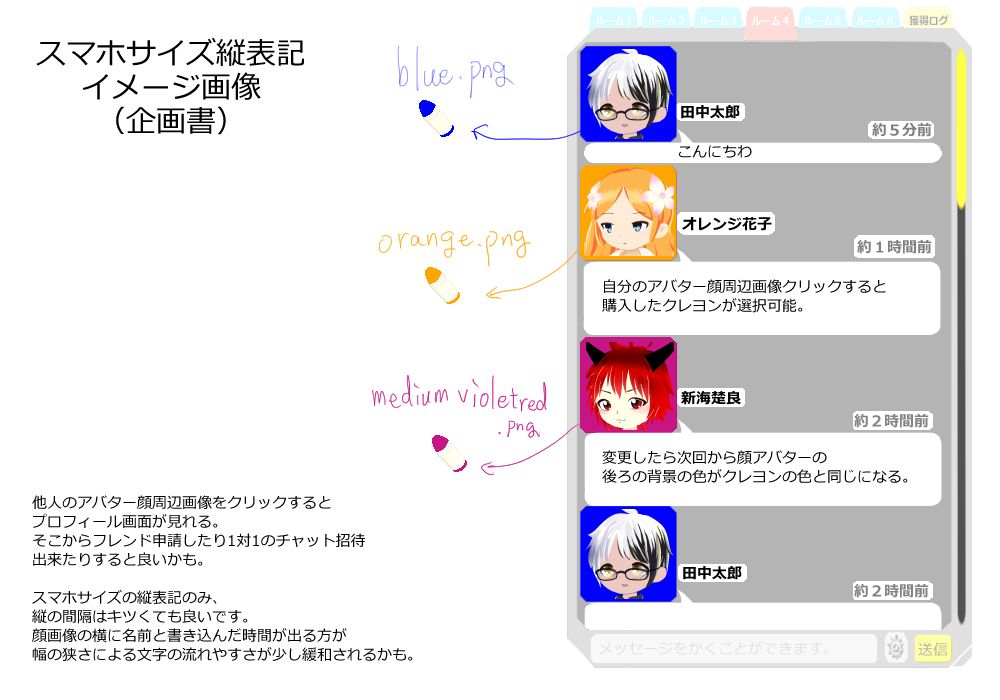 スマホサイズ縦表記
イメージ画像
（企画書）
blue.png
orange.png
medium violetred
.png
他人のアバター顔周辺画像をクリックすると
プロフィール画面が見れる。
そこからフレンド申請したり1対1のチャット招待
出来たりすると良いかも。
スマホサイズの縦表記のみ、
縦の間隔はキツくても良いです。
顔画像の横に名前と書き込んだ時間が出る方が
幅の狭さによる文字の流れやすさが少し緩和されるかも。
ルーム１ ルーム２ ルーム３ ルーム４ ルーム５ ルーム６ 獲得ログ
田中太郎
約５分前
こんにちわ
オレンジ花子
約１時間前
自分のアバター顔周辺画像クリックすると
購入したクレヨンが選択可能。
新海楚良
約２時間前
変更したら次回から顔アバターの
後ろの背景の色がクレヨンの色と同じになる。
田中太郎
約２時間前
メッセージをかくことができます。
送信